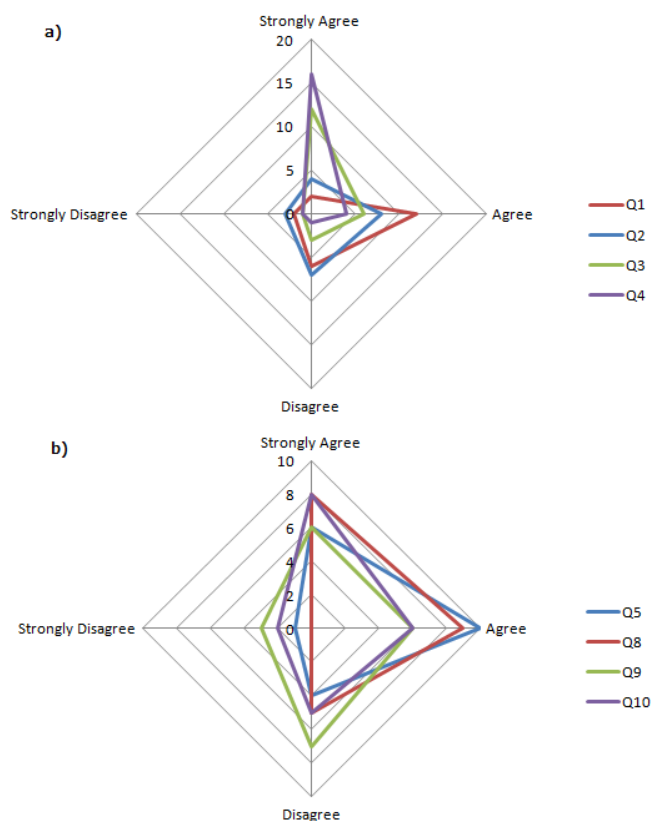 a)
Strongly Agree
20
15
10
5
0
Strongly Disagree
Agree
Disagree
Q1
Q2
Q3
Q4
b)
Strongly Agree
10
8
6
4
2
0
Strongly Disagree
Agree
Disagree
Q5
Q8
Q9
Q10